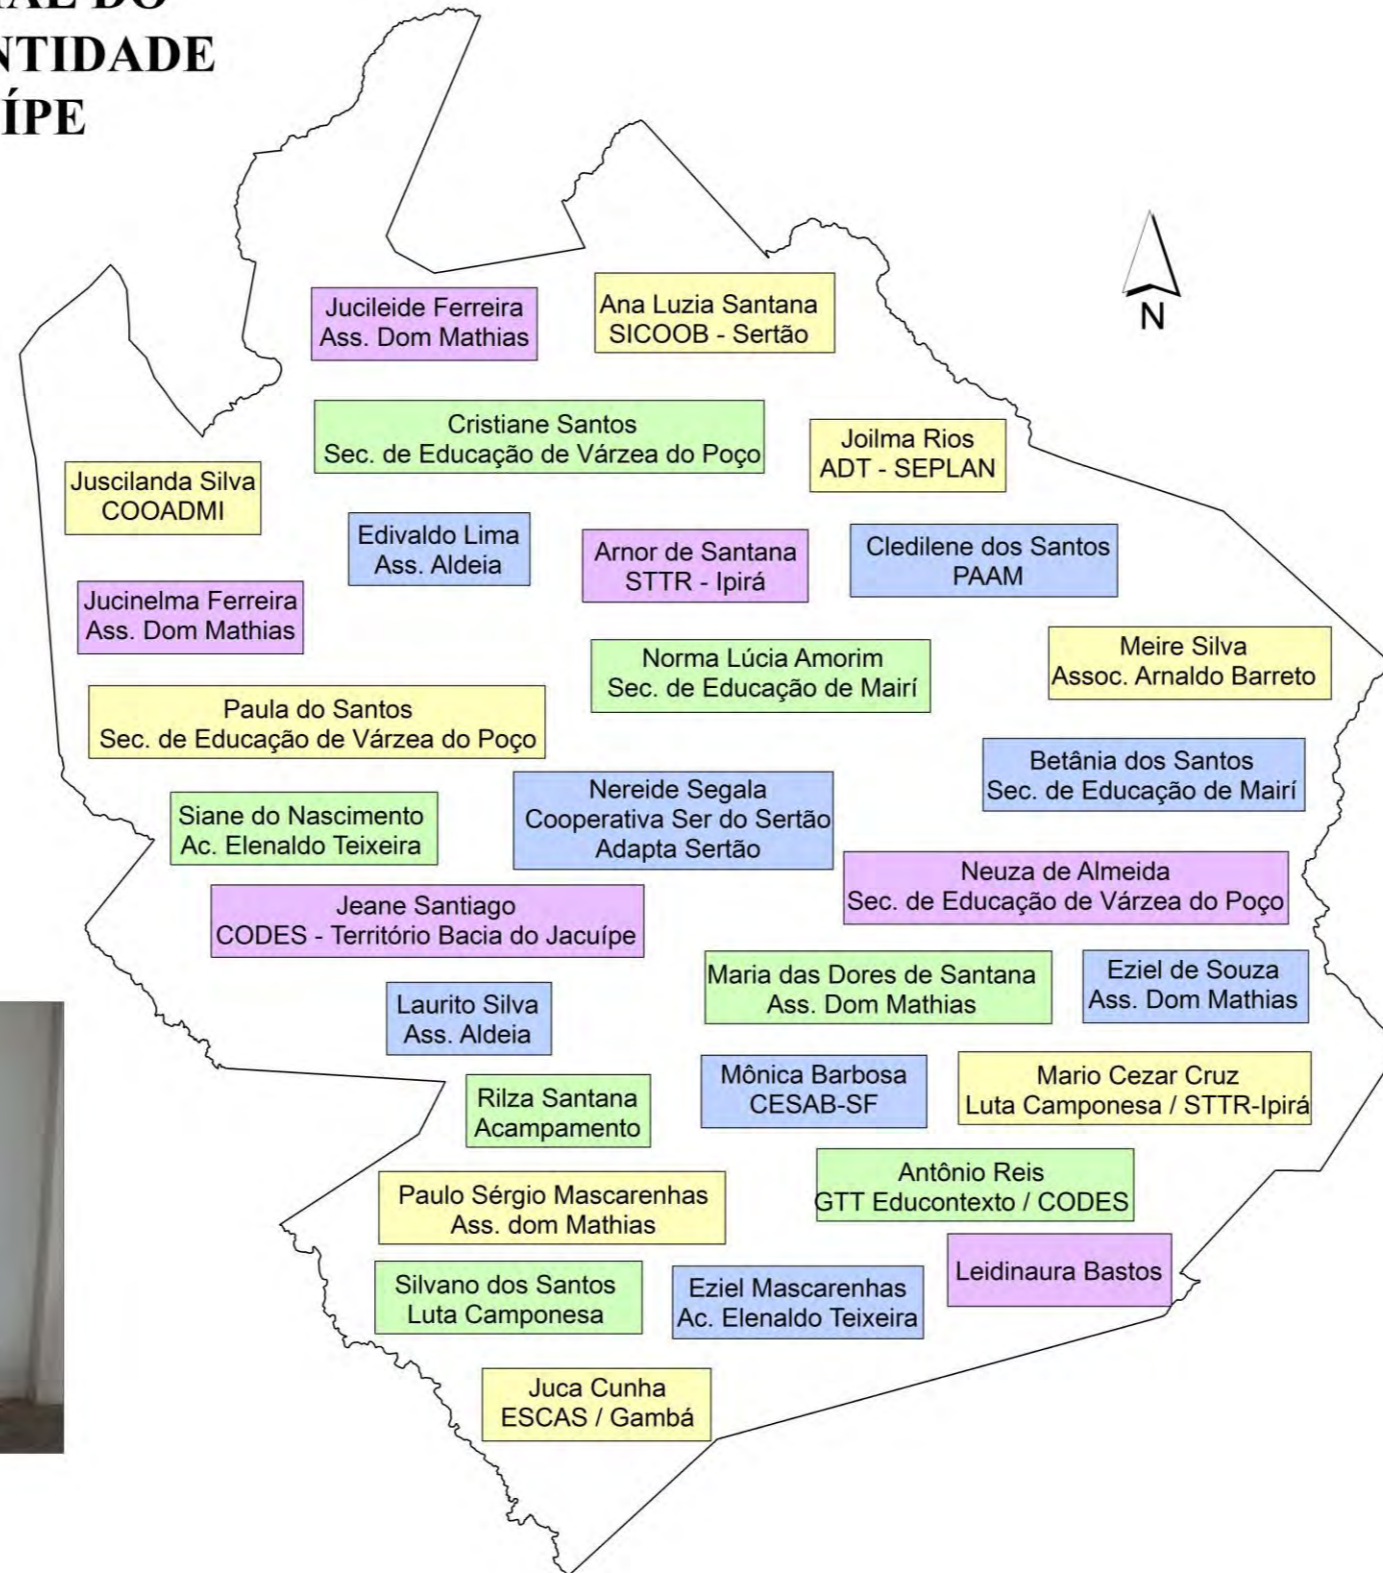 NTIDADE
ÍPE
N
Jucileide Ferreira
Ass. Dom Mathias
Ana Luzia Santana
SICOOB - Sertão
Cristiane Santos
Sec. de Educação de Várzea do Poço
Joilma Rios
ADT - SEPLAN
Juscilanda Silva
COOADMI
Edivaldo Lima
Ass. Aldeia
Arnor de Santana
STTR - Ipirá
Cledilene dos Santos
PAAM
Jucinelma Ferreira
Ass. Dom Mathias
Norma Lúcia Amorim
Sec. de Educação de Mairí
Meire Silva
Assoc. Arnaldo Barreto
Paula do Santos
Sec. de Educação de Várzea do Poço
Betânia dos Santos
Sec. de Educação de Mairí
Siane do Nascimento
Ac. Elenaldo Teixeira
Nereide Segala
Cooperativa Ser do Sertão
Adapta Sertão
Neuza de Almeida
Sec. de Educação de Várzea do Poço
Jeane Santiago
CODES - Território Bacia do Jacuípe
Maria das Dores de Santana
Ass. Dom Mathias
Eziel de Souza
Ass. Dom Mathias
Laurito Silva
Ass. Aldeia
Mônica Barbosa
CESAB-SF
Mario Cezar Cruz
Luta Camponesa / STTR-Ipirá
Rilza Santana
Acampamento
Antônio Reis
GTT Educontexto / CODES
Paulo Sérgio Mascarenhas
Ass. dom Mathias
Leidinaura Bastos
Silvano dos Santos
Luta Camponesa
Eziel Mascarenhas
Ac. Elenaldo Teixeira
Juca Cunha
ESCAS / Gambá